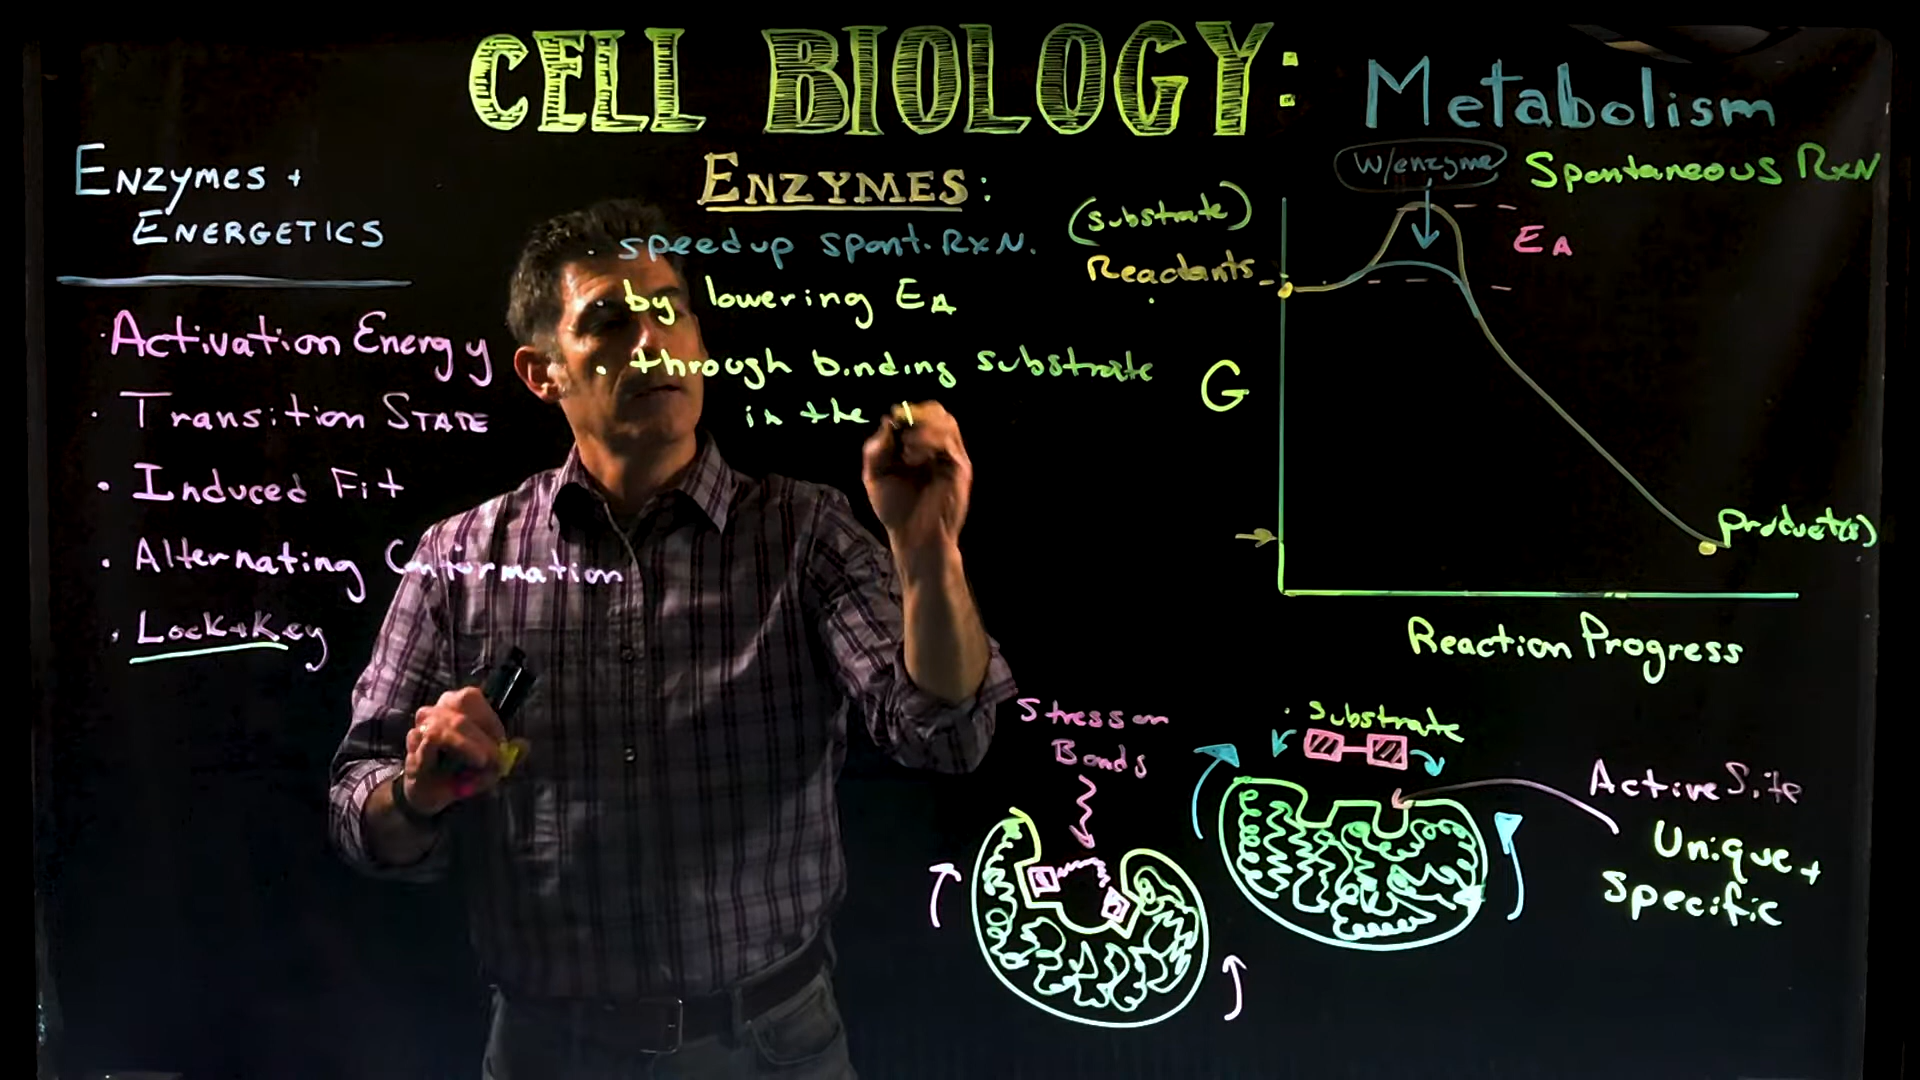 CELL BIOLOGY: Metabolism
Enzymes +
ENERGETICS
· Activation Energy
· Transition STATE
· Induced Fit
· Alternating Conformation
· Lock + Key
ENZYMES:
· speed up spont. RxN.
· by lowering EA
· through binding substrate
in the
w/enzyme
Spontaneous RxN
(substrate)
Reactants
EA
G
product(s)
Reaction Progress
Stress on
Bonds
· Substrate
Active Site
Unique +
specific